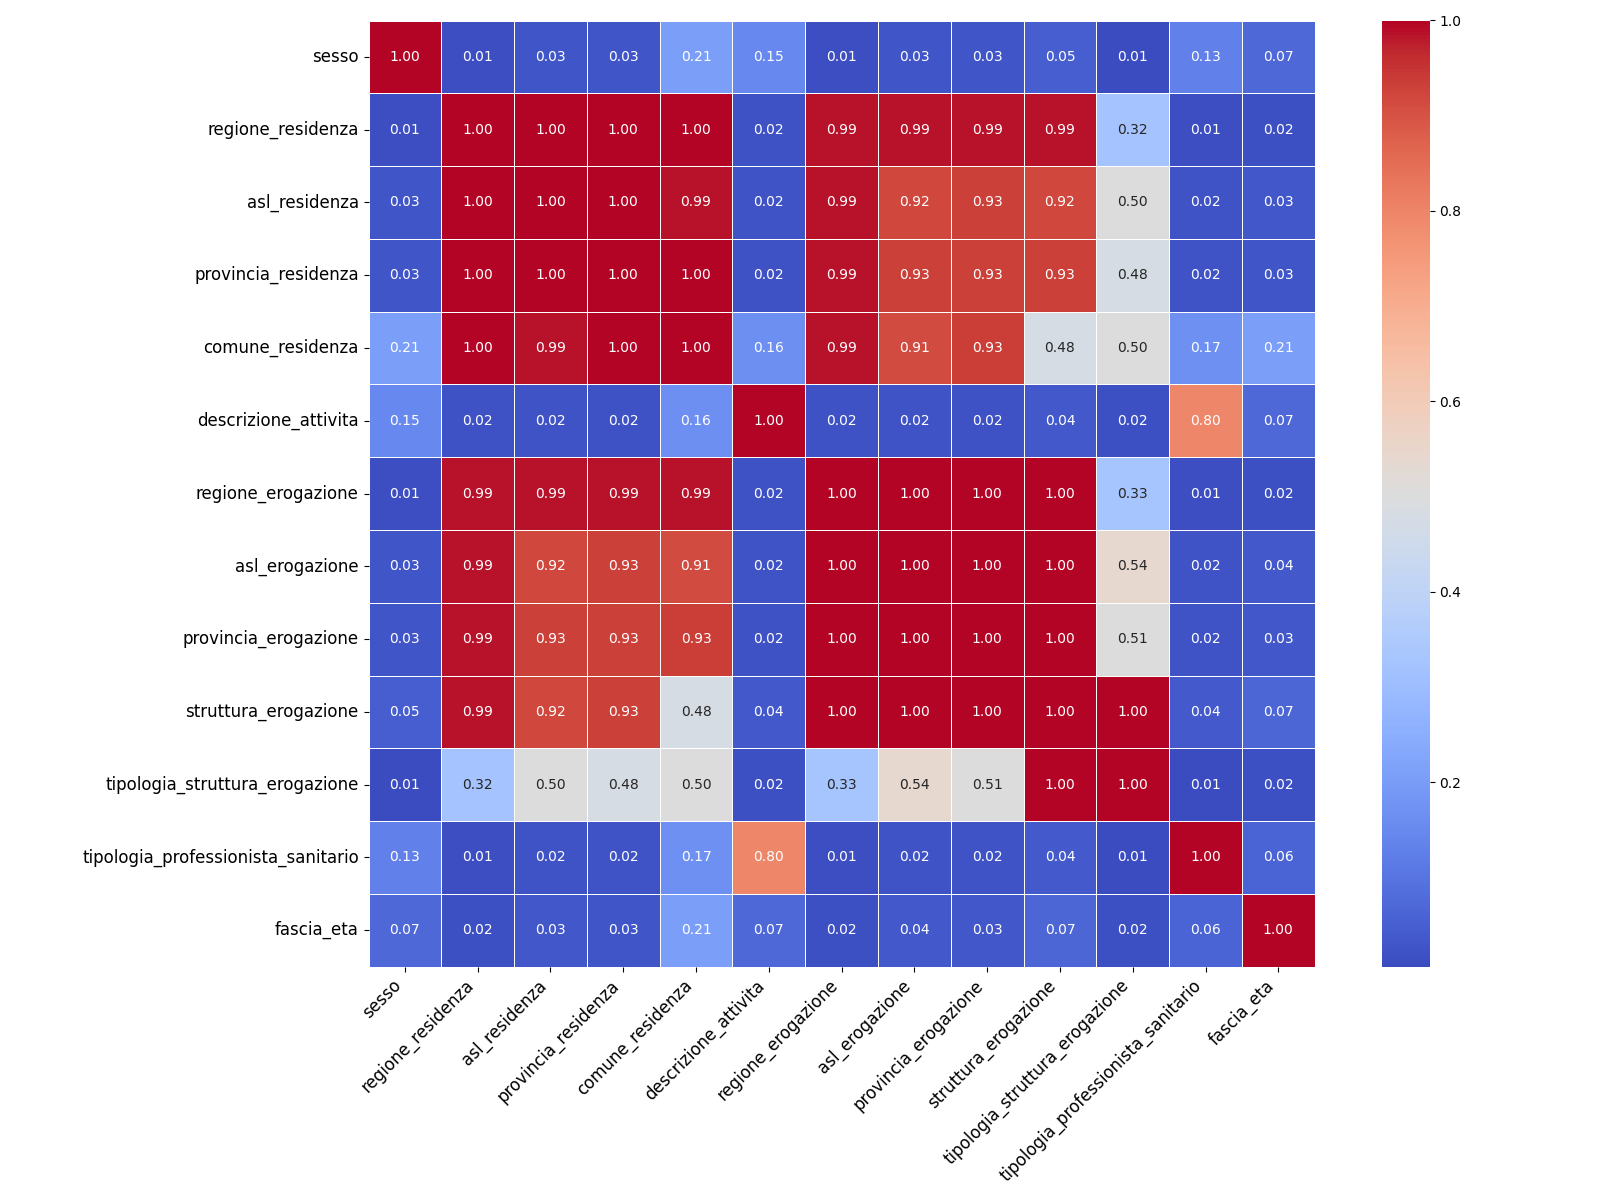 sesso 1.00 0.01 0.03 0.03 0.21 0.15 0.01 0.03 0.03 0.05 0.01 0.13 0.07
regione_residenza 0.01 1.00 1.00 1.00 1.00 0.02 0.99 0.99 0.99 0.99 0.32 0.01 0.02
asl_residenza 0.03 1.00 1.00 1.00 0.99 0.02 0.99 0.92 0.93 0.92 0.50 0.02 0.03
provincia_residenza 0.03 1.00 1.00 1.00 1.00 0.02 0.99 0.93 0.93 0.93 0.48 0.02 0.03
comune_residenza 0.21 1.00 0.99 1.00 1.00 0.16 0.99 0.91 0.93 0.48 0.50 0.17 0.21
descrizione_attivita 0.15 0.02 0.02 0.02 0.16 1.00 0.02 0.02 0.02 0.04 0.02 0.80 0.07
regione_erogazione 0.01 0.99 0.99 0.99 0.99 0.02 1.00 1.00 1.00 1.00 0.33 0.01 0.02
asl_erogazione 0.03 0.99 0.92 0.93 0.91 0.02 1.00 1.00 1.00 1.00 0.54 0.02 0.04
provincia_erogazione 0.03 0.99 0.93 0.93 0.93 0.02 1.00 1.00 1.00 1.00 0.51 0.02 0.03
struttura_erogazione 0.05 0.99 0.92 0.93 0.48 0.04 1.00 1.00 1.00 1.00 1.00 0.04 0.07
tipologia_struttura_erogazione 0.01 0.32 0.50 0.48 0.50 0.02 0.33 0.54 0.51 1.00 1.00 0.01 0.02
tipologia_professionista_sanitario 0.13 0.01 0.02 0.02 0.17 0.80 0.01 0.02 0.02 0.04 0.01 1.00 0.06
fascia_eta 0.07 0.02 0.03 0.03 0.21 0.07 0.02 0.04 0.03 0.07 0.02 0.06 1.00
sesso
regione_residenza
asl_residenza
provincia_residenza
comune_residenza
descrizione_attivita
regione_erogazione
asl_erogazione
provincia_erogazione
struttura_erogazione
tipologia_struttura_erogazione
tipologia_professionista_sanitario
fascia_eta
1.0
0.8
0.6
0.4
0.2